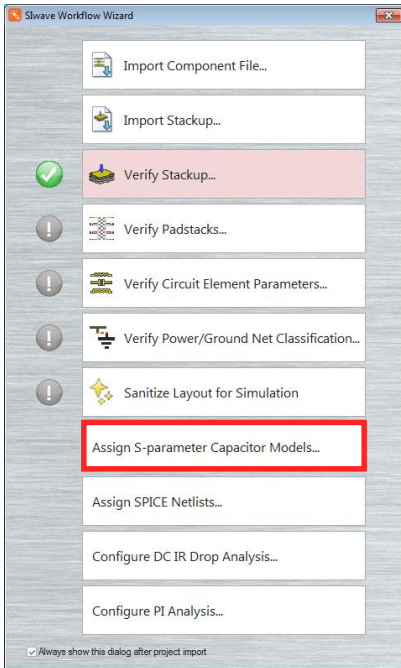 SIwave Workflow Wizard
Import Component File...
Import Stackup...
Verify Stackup...
Verify Padstacks...
Verify Circuit Element Parameters...
Verify Power/Ground Net Classification...
Sanitize Layout for Simulation
Assign S-parameter Capacitor Models...
Assign SPICE Netlists...
Configure DC IR Drop Analysis...
Configure PI Analysis...
Always show this dialog after project import